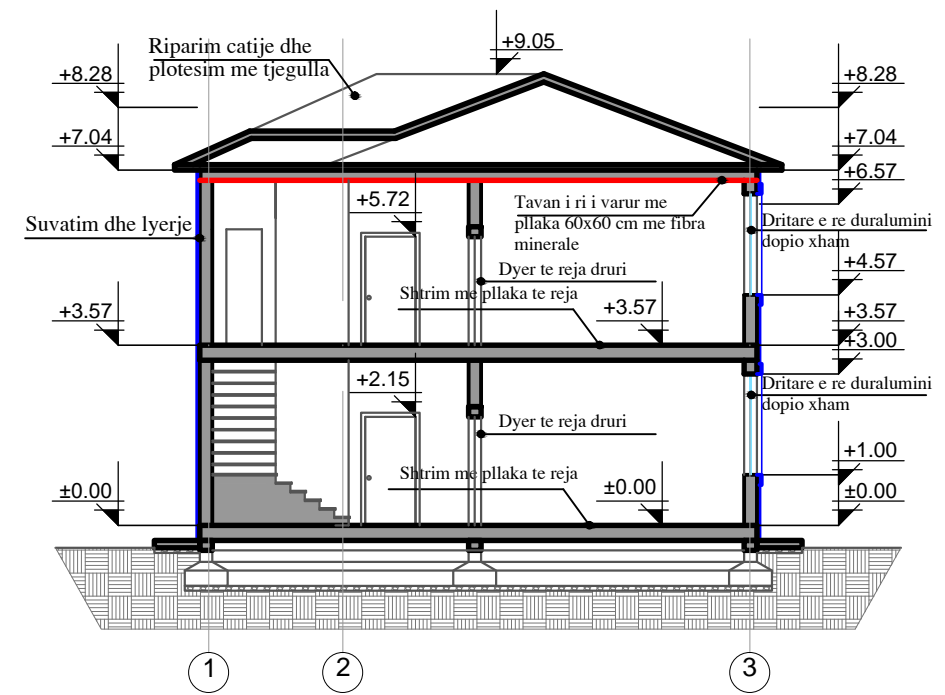 Riparim catije dhe
plotesim me tjegulla
+9.05
+8.28
+8.28
+7.04
+7.04
+6.57
+5.72
Tavan i ri i varur me
pllaka 60x60 cm me fibra
minerale
Suvatim dhe lyerje
Dritare e re duralumini
dopio xham
Dyer te reja druri
+4.57
Shtrim me pllaka te reja
+3.57
+3.57
+3.57
+3.00
+2.15
Dritare e re duralumini
dopio xham
Dyer te reja druri
+1.00
Shtrim me pllaka te reja
±0.00
±0.00
±0.00
1
2
3